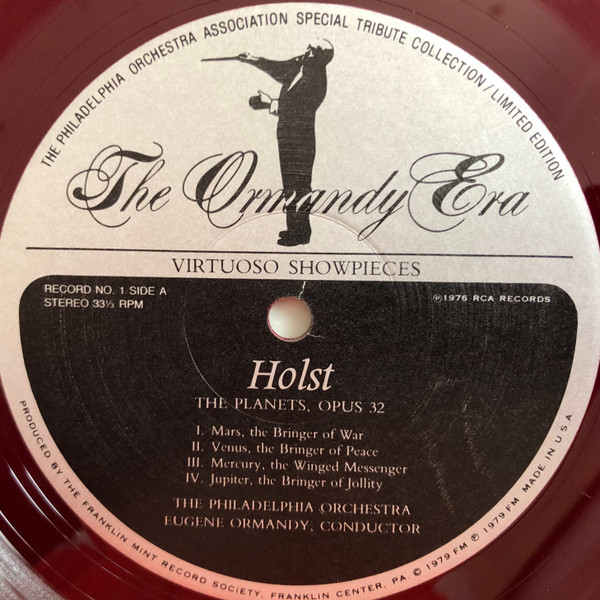 THE PHILADELPHIA ORCHESTRA ASSOCIATION SPECIAL TRIBUTE COLLECTION/LIMITED EDITION
The Ormandy Era
VIRTUOSO SHOWPIECES
RECORD NO. 1 SIDE A
STEREO 33⅓ RPM
℗1976 RCA RECORDS
Holst
THE PLANETS, OPUS 32
I. Mars, the Bringer of War
II. Venus, the Bringer of Peace
III. Mercury, the Winged Messenger
IV. Jupiter, the Bringer of Jollity
THE PHILADELPHIA ORCHESTRA
EUGENE ORMANDY, CONDUCTOR
PRODUCED BY THE FRANKLIN MINT RECORD SOCIETY, FRANKLIN CENTER, PA. © 1979 FM ℗ 1979 FM. MADE IN U S A